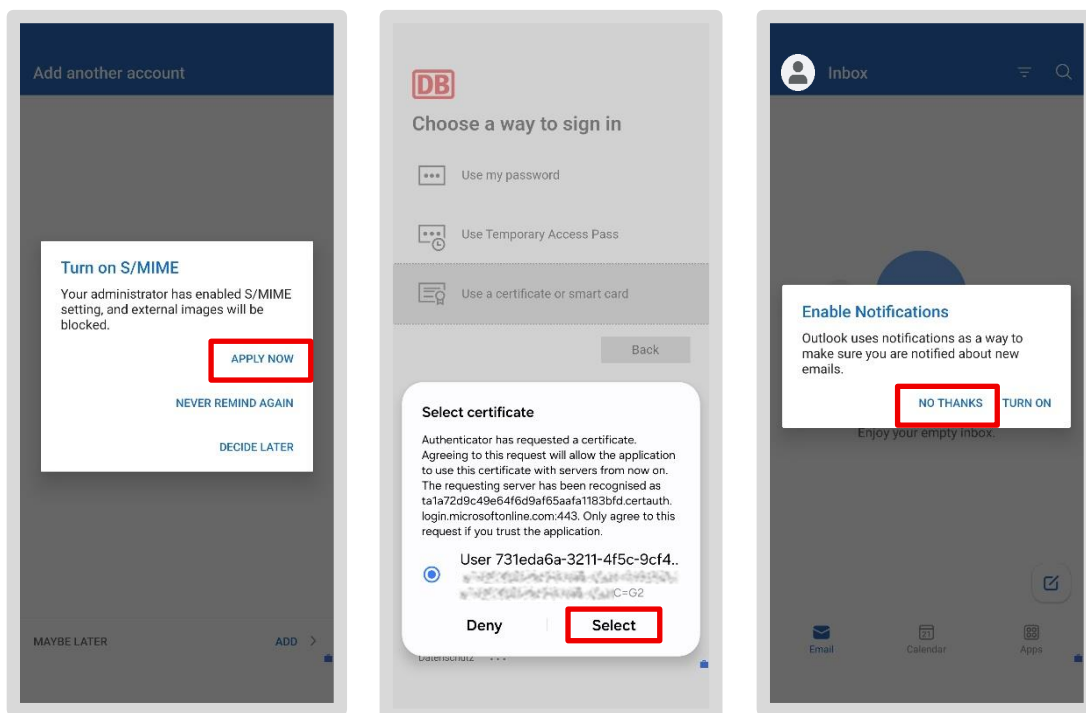 Add another account
Turn on S/MIME
Your administrator has enabled S/MIME
setting, and external images will be
blocked.
APPLY NOW
NEVER REMIND AGAIN
DECIDE LATER
MAYBE LATER
ADD >
DB
Choose a way to sign in
Use my password
Use Temporary Access Pass
Use a certificate or smart card
Back
Select certificate
Authenticator has requested a certificate.
Agreeing to this request will allow the application
to use this certificate with servers from now on.
The requesting server has been recognised as
ta1a72d9c49e64f6d9af65aafa1183bfd.certauth.
login.microsoftonline.com:443. Only agree to this
request if you trust the application.
User 731eda6a-3211-4f5c-9cf4..
C=G2
Deny
Select
Datenschutz ...
Inbox
Enable Notifications
Outlook uses notifications as a way to
make sure you are notified about new
emails.
NO THANKS
TURN ON
Enjoy your empty inbox.
Email
21
Calendar
Apps